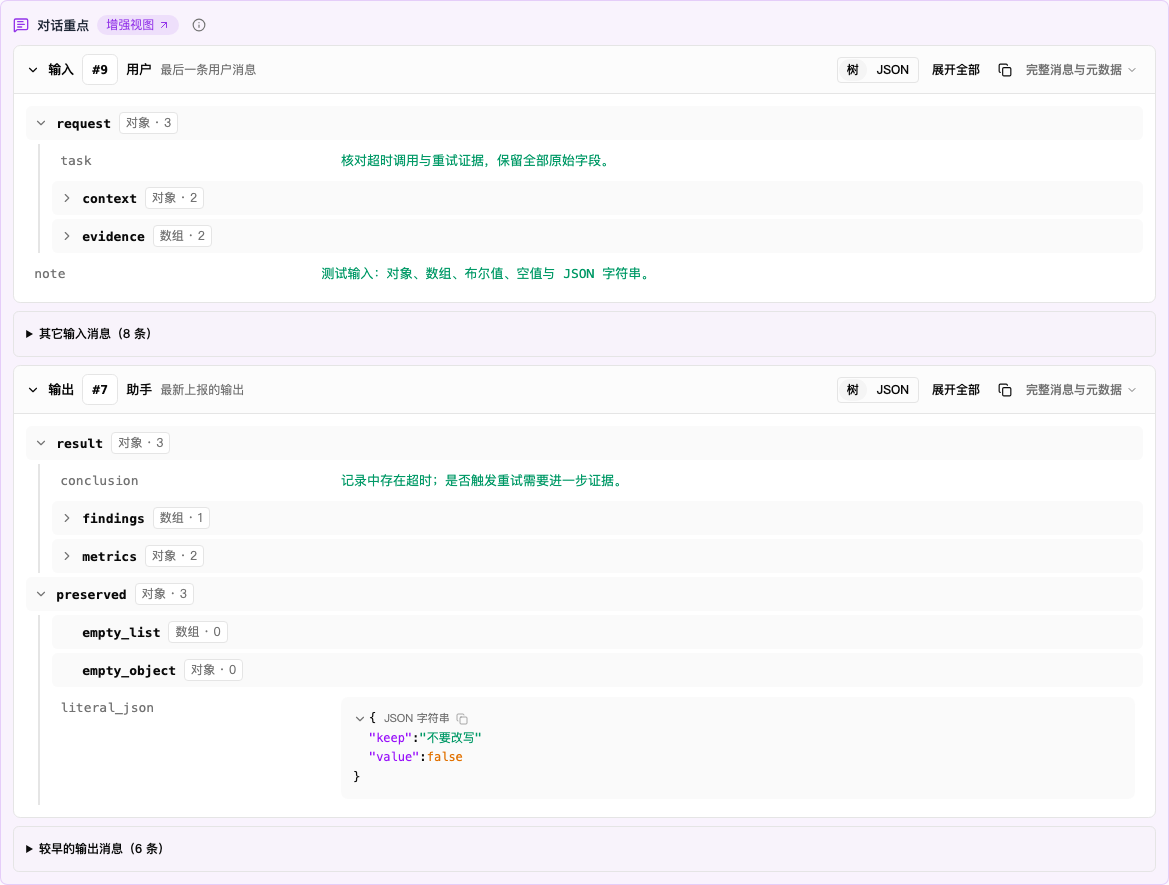 对话重点 增强视图
输入 #9 用户 最后一条用户消息 树 JSON 展开全部 完整消息与元数据
request 对象 · 3
task 核对超时调用与重试证据，保留全部原始字段。
context 对象 · 2
evidence 数组 · 2
note 测试输入：对象、数组、布尔值、空值与 JSON 字符串。
其它输入消息（8 条）
输出 #7 助手 最新上报的输出 树 JSON 展开全部 完整消息与元数据
result 对象 · 3
conclusion 记录中存在超时；是否触发重试需要进一步证据。
findings 数组 · 1
metrics 对象 · 2
preserved 对象 · 3
empty_list 数组 · 0
empty_object 对象 · 0
literal_json { JSON 字符串
"keep":"不要改写"
"value":false
}
较早的输出消息（6 条）